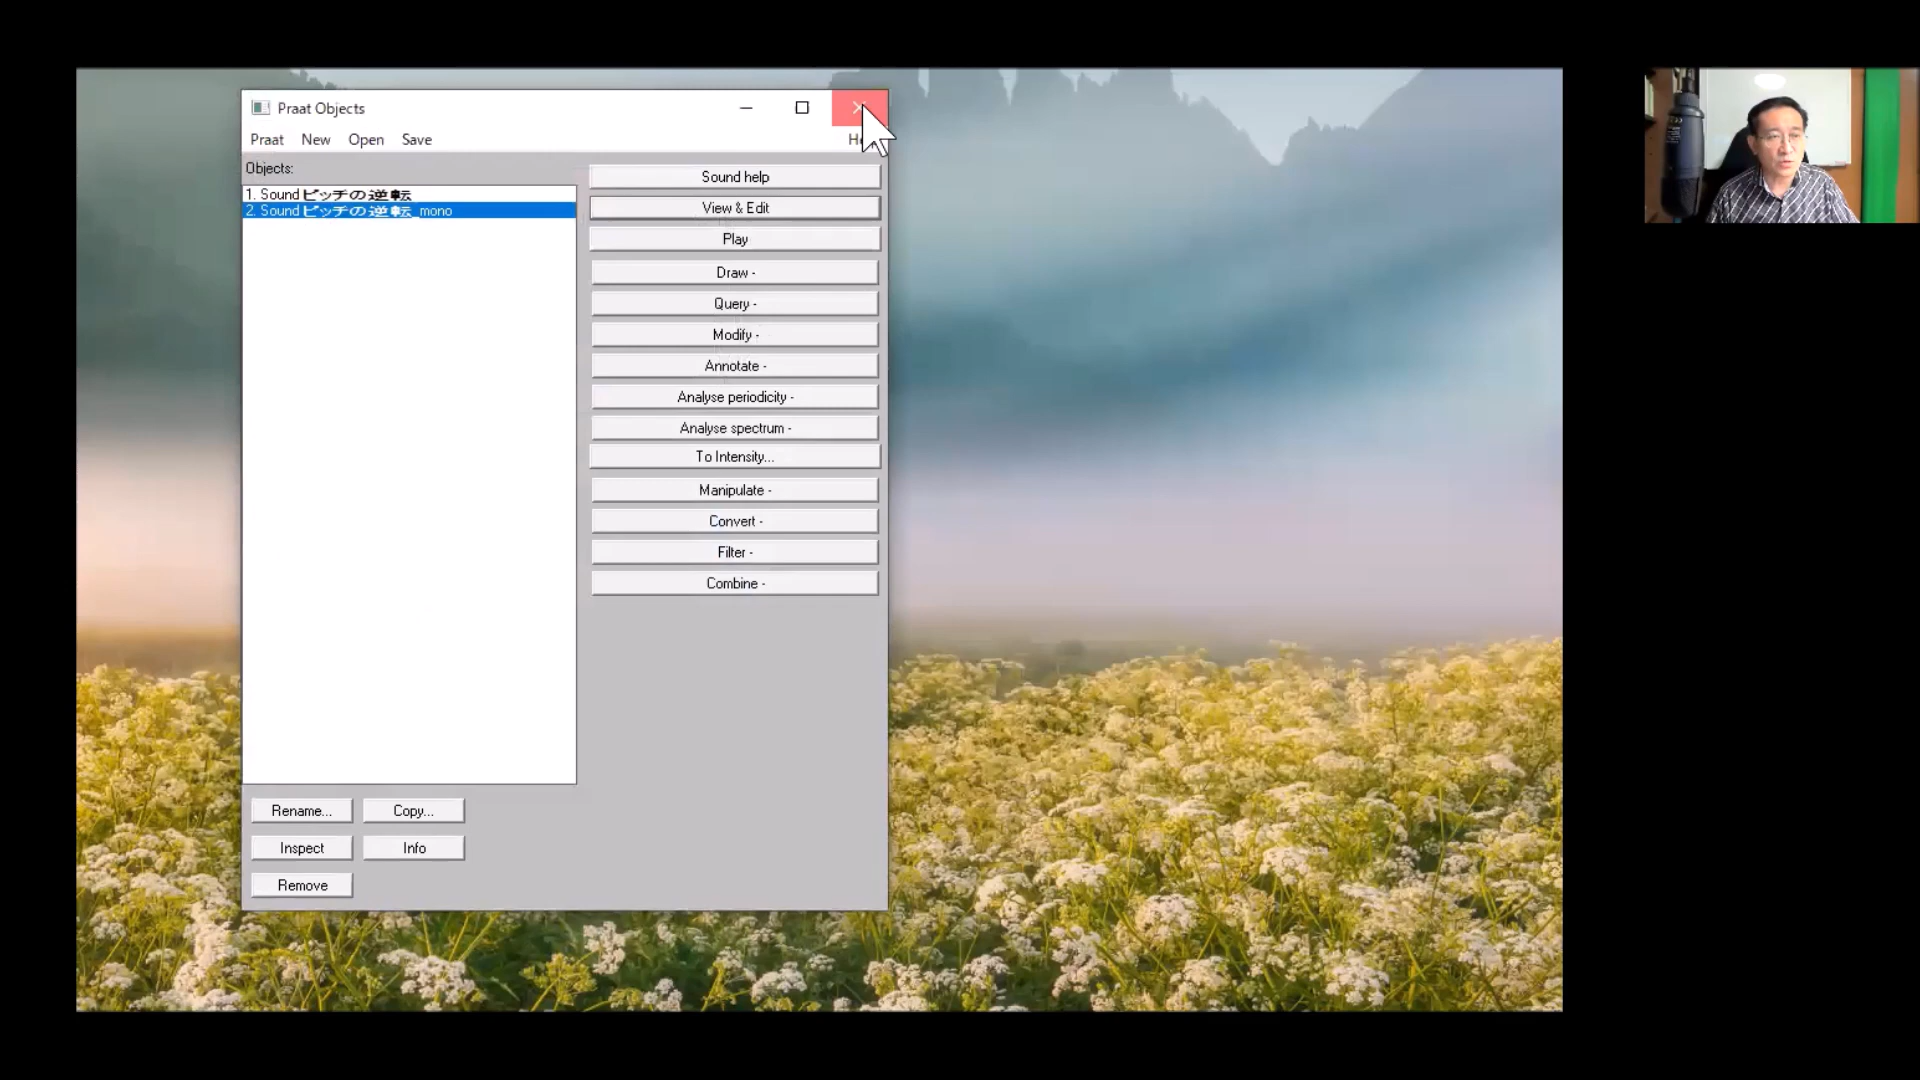 Praat Objects
Praat New Open Save
Objects:
1. Sound ピッチの逆転
2. Sound ピッチの逆転_mono
Sound help
View & Edit
Play
Draw -
Query -
Modify -
Annotate -
Analyse periodicity -
Analyse spectrum -
To Intensity...
Manipulate -
Convert -
Filter -
Combine -
Rename... Copy...
Inspect Info
Remove